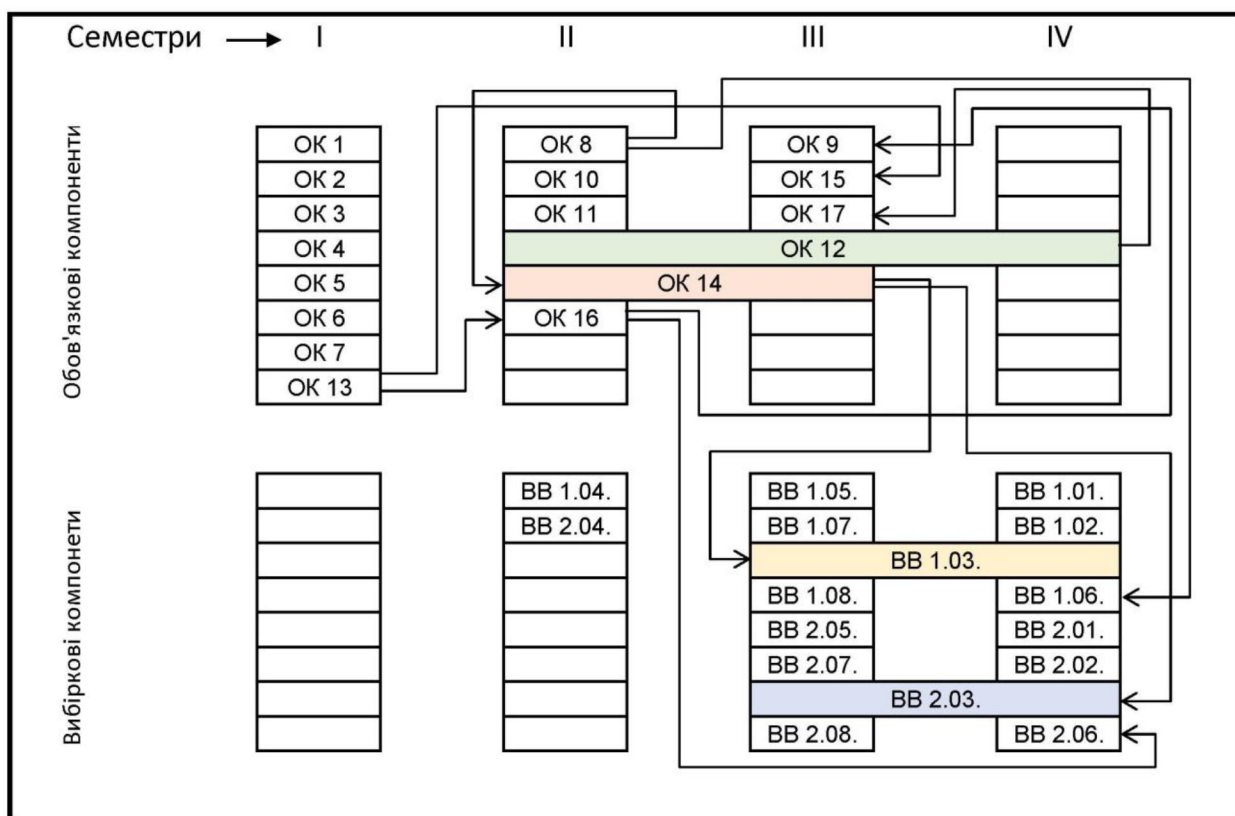 Семестри → I II III IV
Обов'язкові компоненти
ОК 1 ОК 8 ОК 9
ОК 2 ОК 10 ОК 15
ОК 3 ОК 11 ОК 17
ОК 4 ОК 12
ОК 5 ОК 14
ОК 6 ОК 16
ОК 7
ОК 13
Вибіркові компонети
ВВ 1.04. ВВ 1.05. ВВ 1.01.
ВВ 2.04. ВВ 1.07. ВВ 1.02.
ВВ 1.03.
ВВ 1.08. ВВ 1.06.
ВВ 2.05. ВВ 2.01.
ВВ 2.07. ВВ 2.02.
ВВ 2.03.
ВВ 2.08. ВВ 2.06.